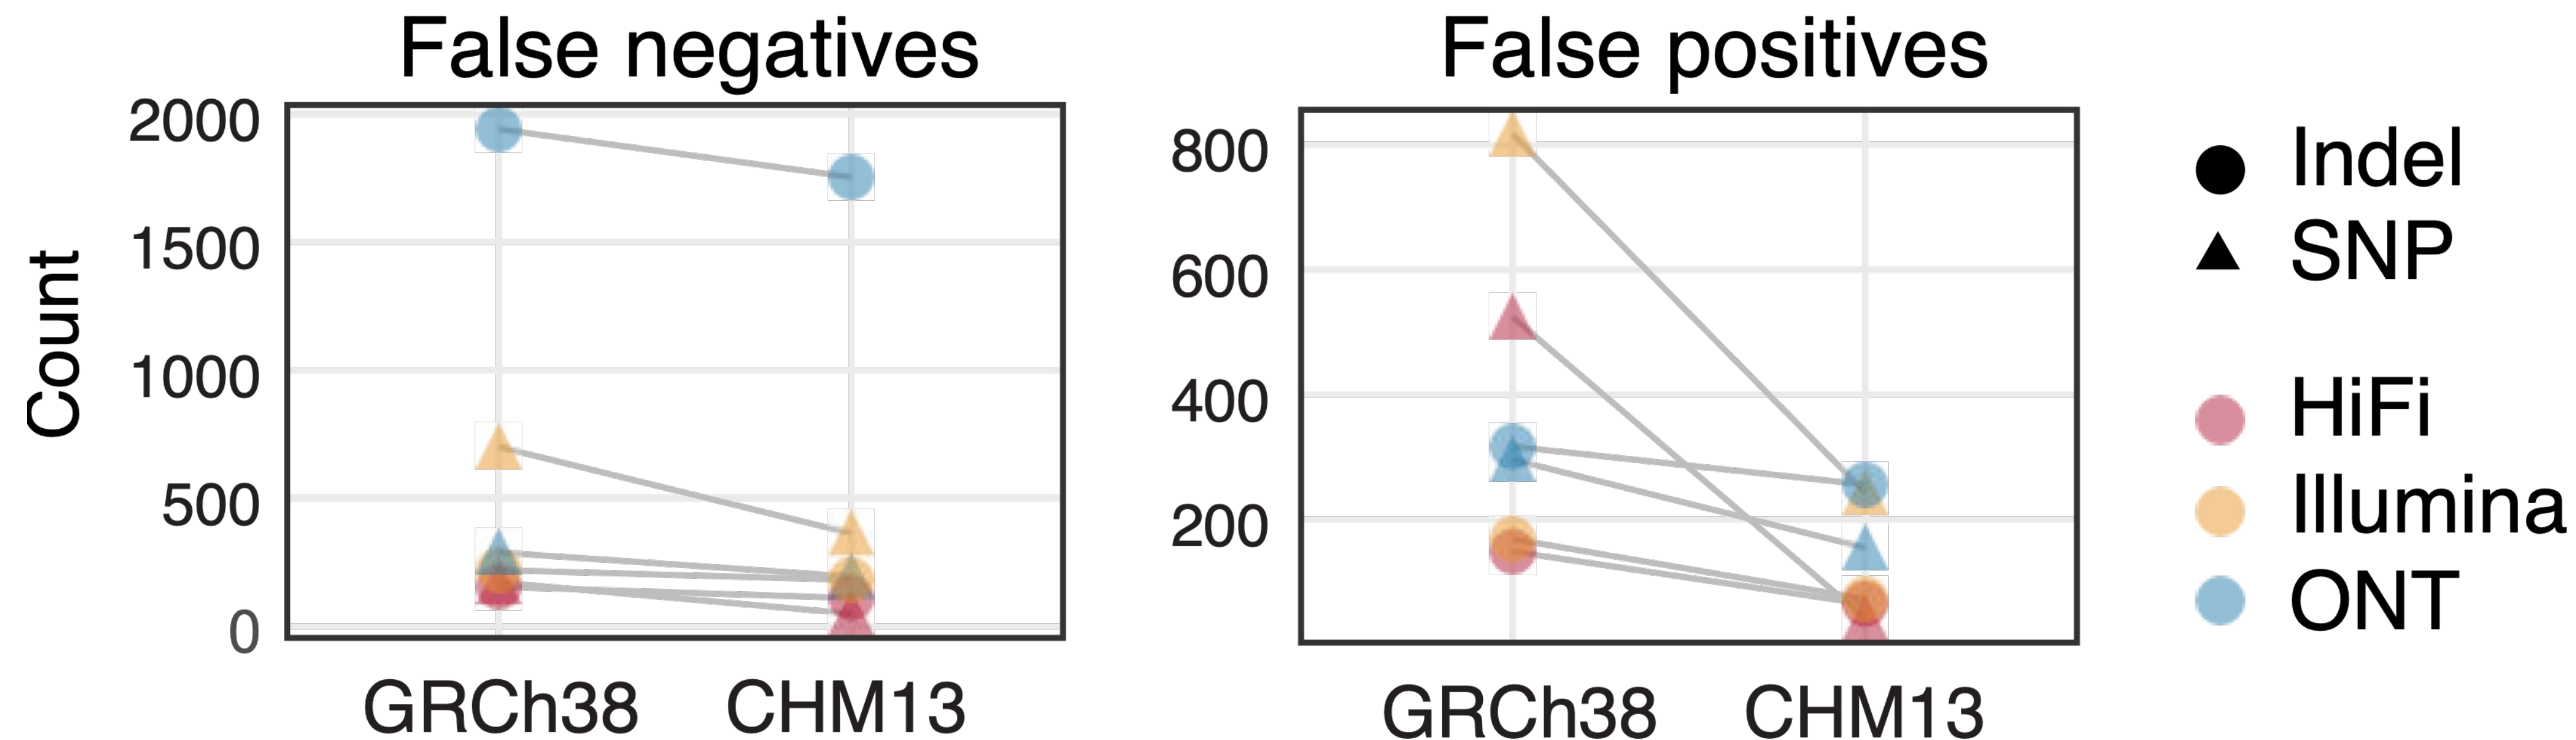 False negatives
2000
1500
1000
500
0
Count
GRCh38 CHM13
False positives
800
600
400
200
GRCh38 CHM13
Indel
SNP
HiFi
Illumina
ONT